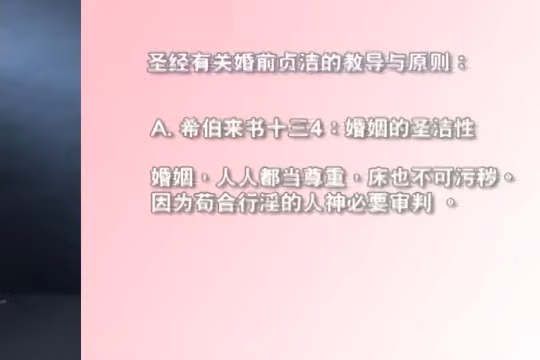 圣经有关婚前贞洁的教导与原则：
A. 希伯来书十三4：婚姻的圣洁性
婚姻，人人都当尊重，床也不可污秽。
因为苟合行淫的人神必要审判 。